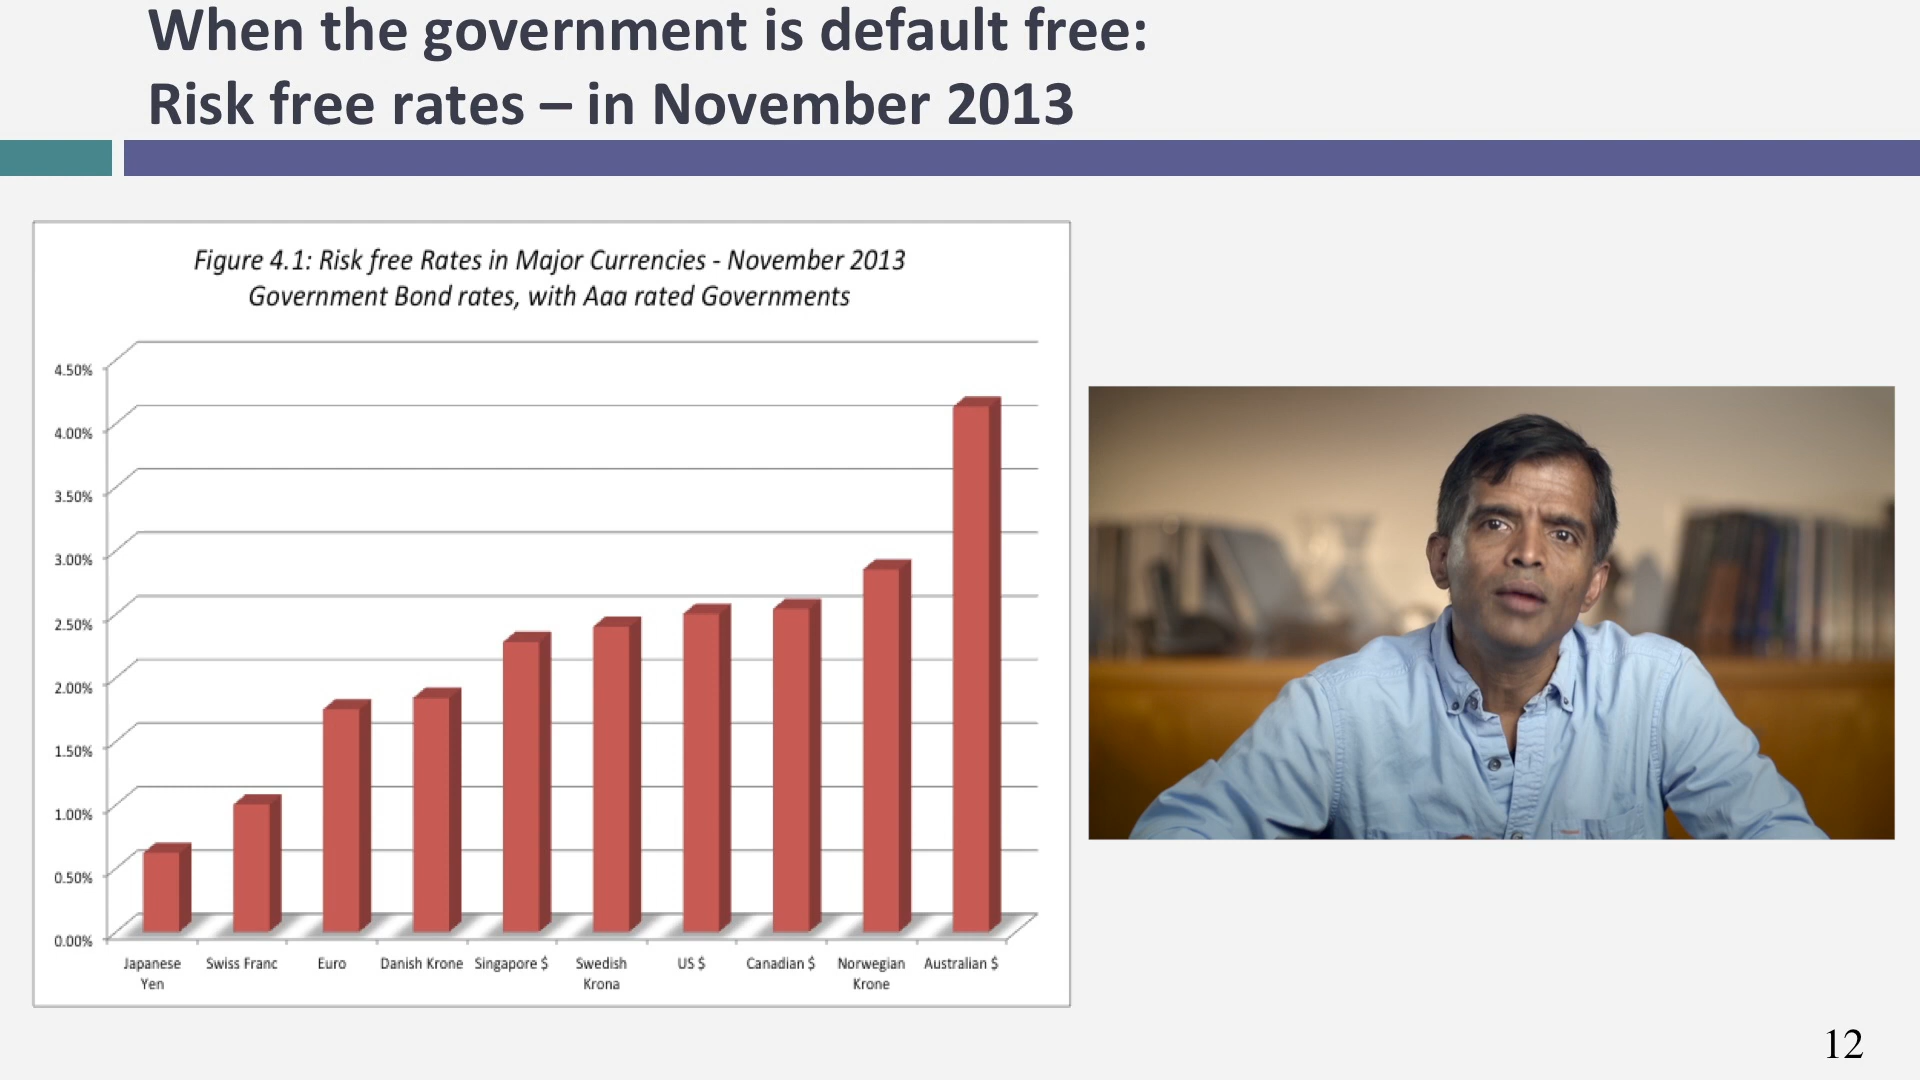 When the government is default free:
Risk free rates – in November 2013
Figure 4.1: Risk free Rates in Major Currencies - November 2013
Government Bond rates, with Aaa rated Governments
4.50%
4.00%
3.50%
3.00%
2.50%
2.00%
1.50%
1.00%
0.50%
0.00%
Japanese Yen
Swiss Franc
Euro
Danish Krone
Singapore $
Swedish Krona
US $
Canadian $
Norwegian Krone
Australian $
12